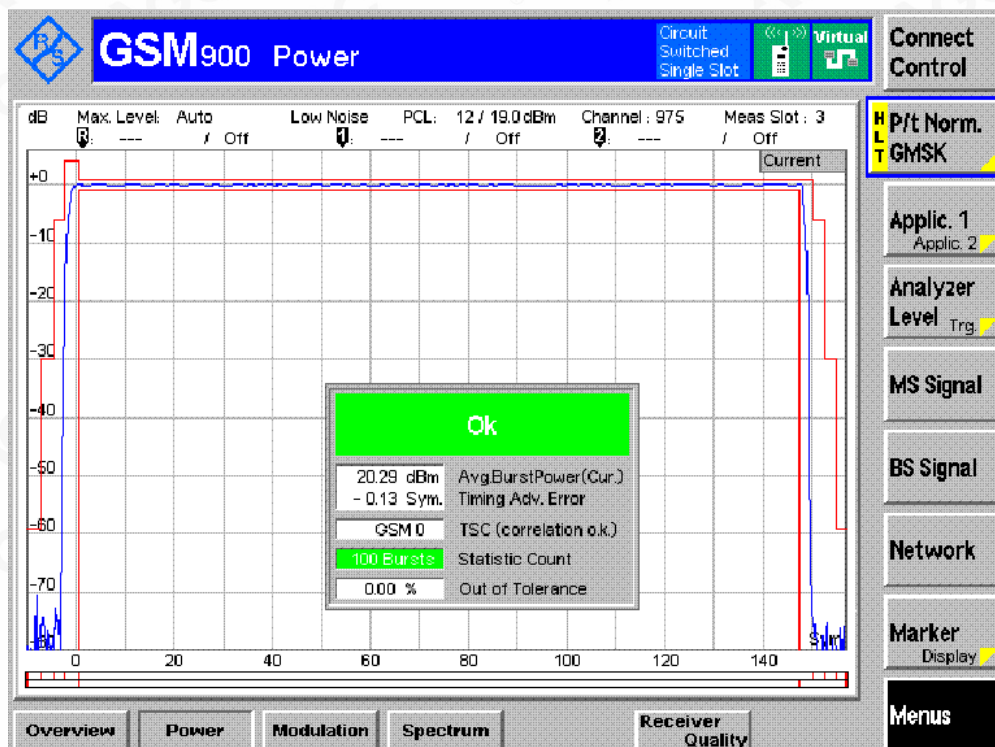 R/S
GSM900 Power
Circuit Switched Single Slot
Virtual
dB Max. Level: Auto Low Noise PCL: 12 / 19.0 dBm Channel : 975 Meas Slot : 3
R: --- / Off 1: --- / Off 2: --- / Off
Current
+0
-10
-20
-30
-40
-50
-60
-70
-80
Sym
0 20 40 60 80 100 120 140
Ok
20.29 dBm Avg.BurstPower(Cur.)
- 0.13 Sym. Timing Adv. Error
GSM 0 TSC (correlation o.k.)
100 Bursts Statistic Count
0.00 % Out of Tolerance
Overview Power Modulation Spectrum Receiver Quality
Connect Control
HLT P/t Norm. GMSK
Applic. 1
Applic. 2
Analyzer
Level Trg.
MS Signal
BS Signal
Network
Marker
Display
Menus